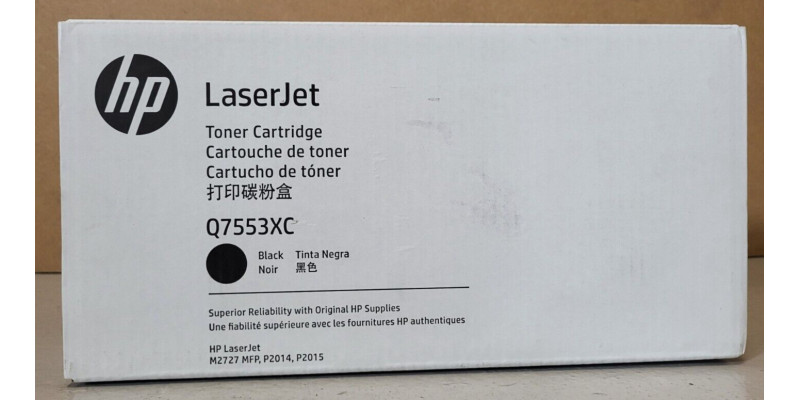 hp
LaserJet
Toner Cartridge
Cartouche de toner
Cartucho de tóner
打印碳粉盒
Q7553XC
Black Tinta Negra
Noir 黑色
Superior Reliability with Original HP Supplies
Une fiabilité supérieure avec les fournitures HP authentiques
HP LaserJet
M2727 MFP, P2014, P2015